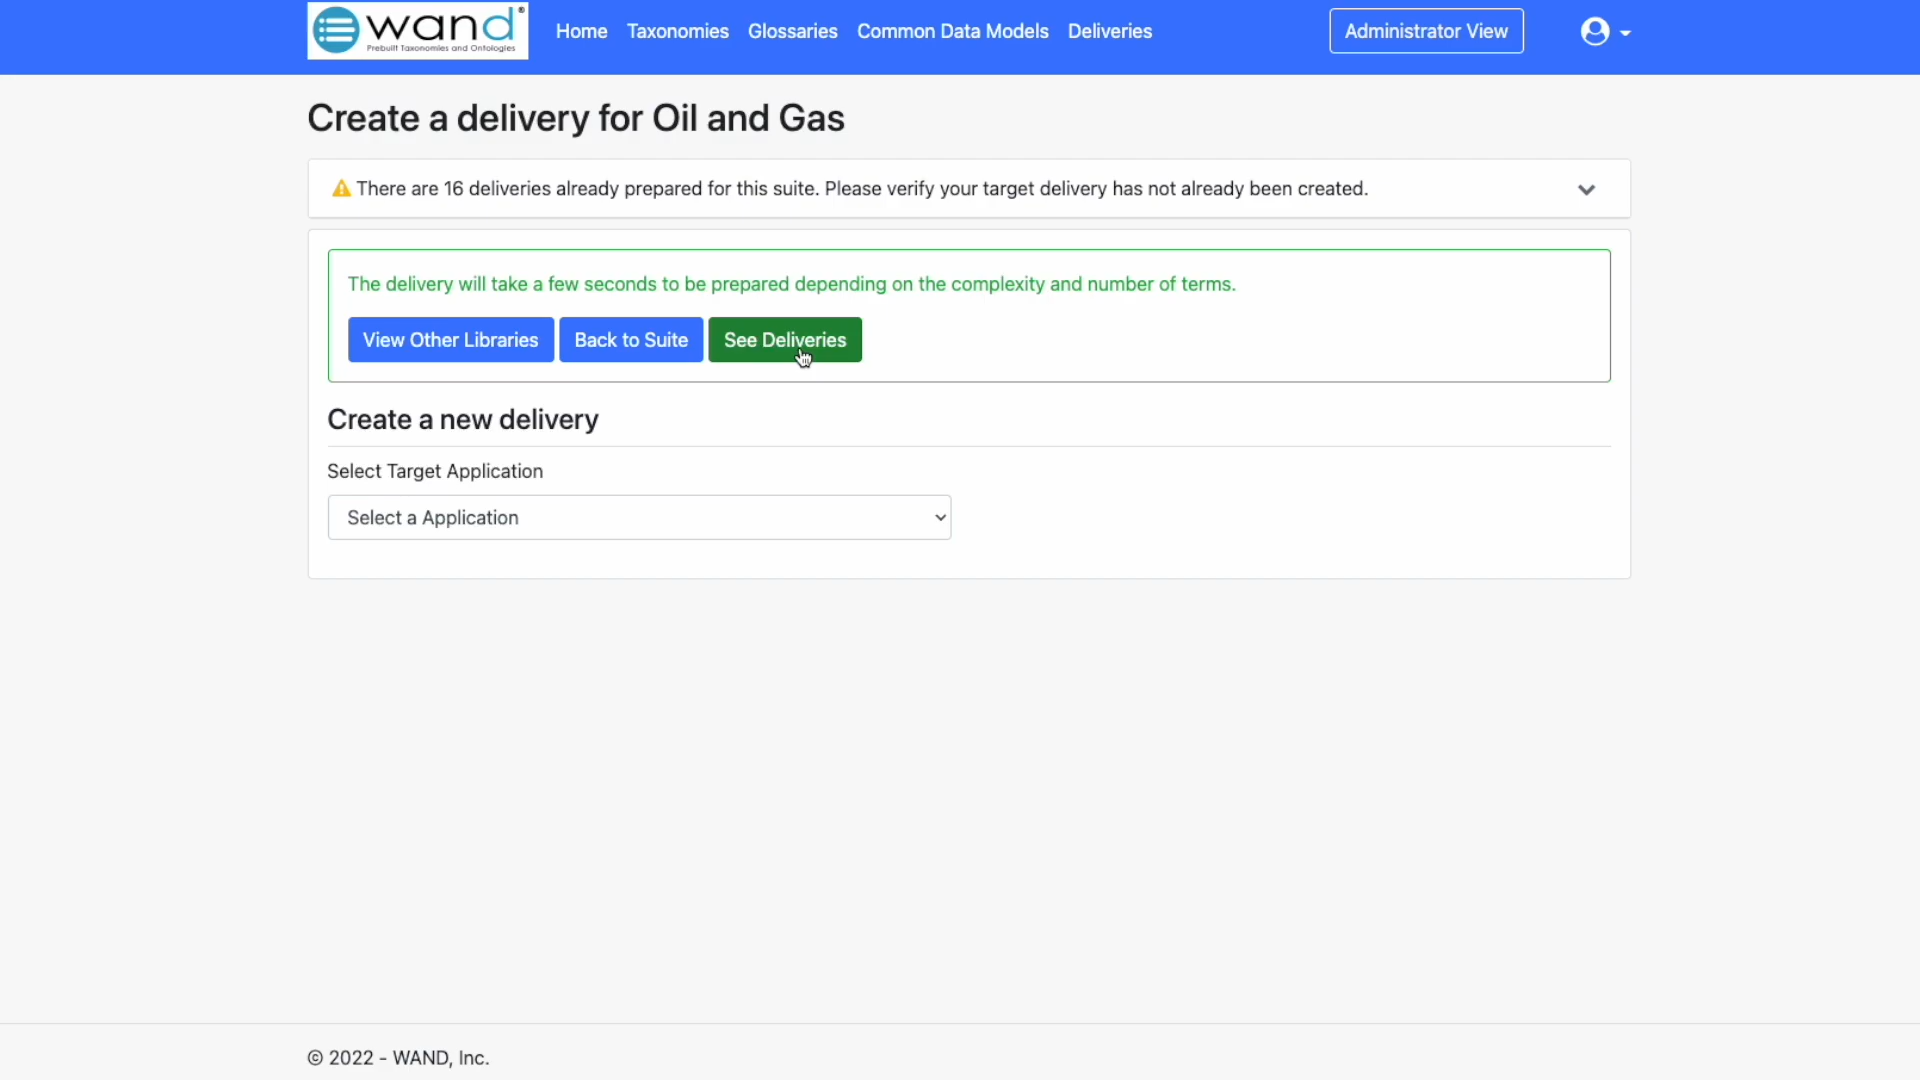 wand®
Prebuilt Taxonomies and Ontologies
Home Taxonomies Glossaries Common Data Models Deliveries Administrator View
Create a delivery for Oil and Gas
There are 16 deliveries already prepared for this suite. Please verify your target delivery has not already been created.
The delivery will take a few seconds to be prepared depending on the complexity and number of terms.
View Other Libraries Back to Suite See Deliveries
Create a new delivery
Select Target Application
Select a Application
© 2022 - WAND, Inc.